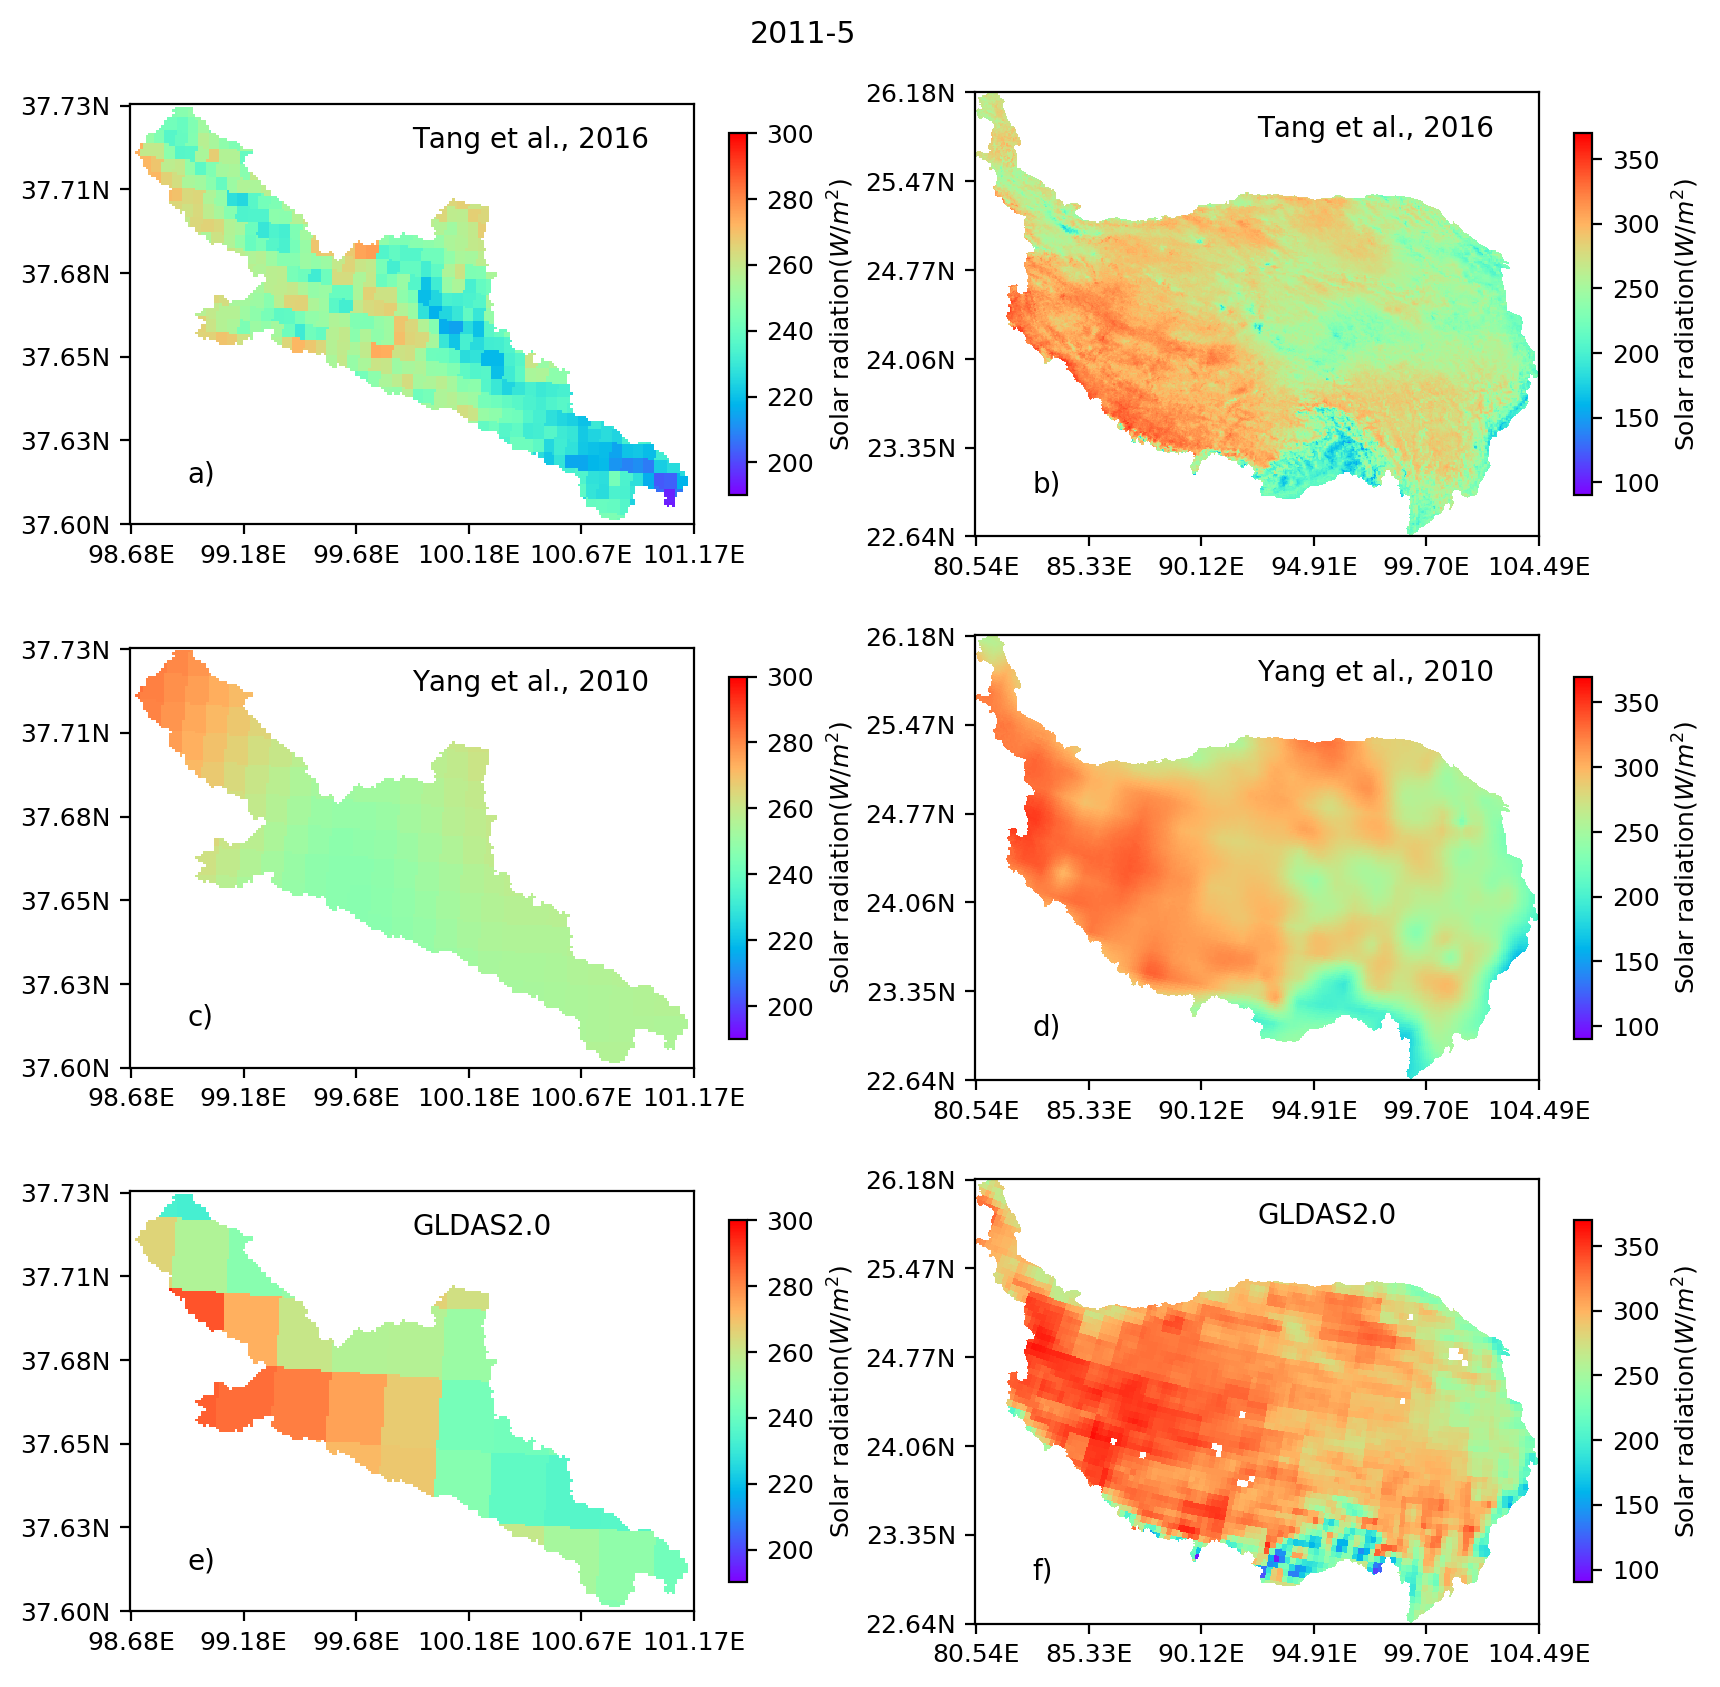 2011-5
37.73N
37.71N
37.68N
37.65N
37.63N
37.60N
98.68E 99.18E 99.68E 100.18E 100.67E 101.17E
Tang et al., 2016
a)
300
280
260
240
220
200
Solar radiation(W/m²)
26.18N
25.47N
24.77N
24.06N
23.35N
22.64N
80.54E 85.33E 90.12E 94.91E 99.70E 104.49E
Tang et al., 2016
b)
350
300
250
200
150
100
Solar radiation(W/m²)
37.73N
37.71N
37.68N
37.65N
37.63N
37.60N
98.68E 99.18E 99.68E 100.18E 100.67E 101.17E
Yang et al., 2010
c)
300
280
260
240
220
200
Solar radiation(W/m²)
26.18N
25.47N
24.77N
24.06N
23.35N
22.64N
80.54E 85.33E 90.12E 94.91E 99.70E 104.49E
Yang et al., 2010
d)
350
300
250
200
150
100
Solar radiation(W/m²)
37.73N
37.71N
37.68N
37.65N
37.63N
37.60N
98.68E 99.18E 99.68E 100.18E 100.67E 101.17E
GLDAS2.0
e)
300
280
260
240
220
200
Solar radiation(W/m²)
26.18N
25.47N
24.77N
24.06N
23.35N
22.64N
80.54E 85.33E 90.12E 94.91E 99.70E 104.49E
GLDAS2.0
f)
350
300
250
200
150
100
Solar radiation(W/m²)